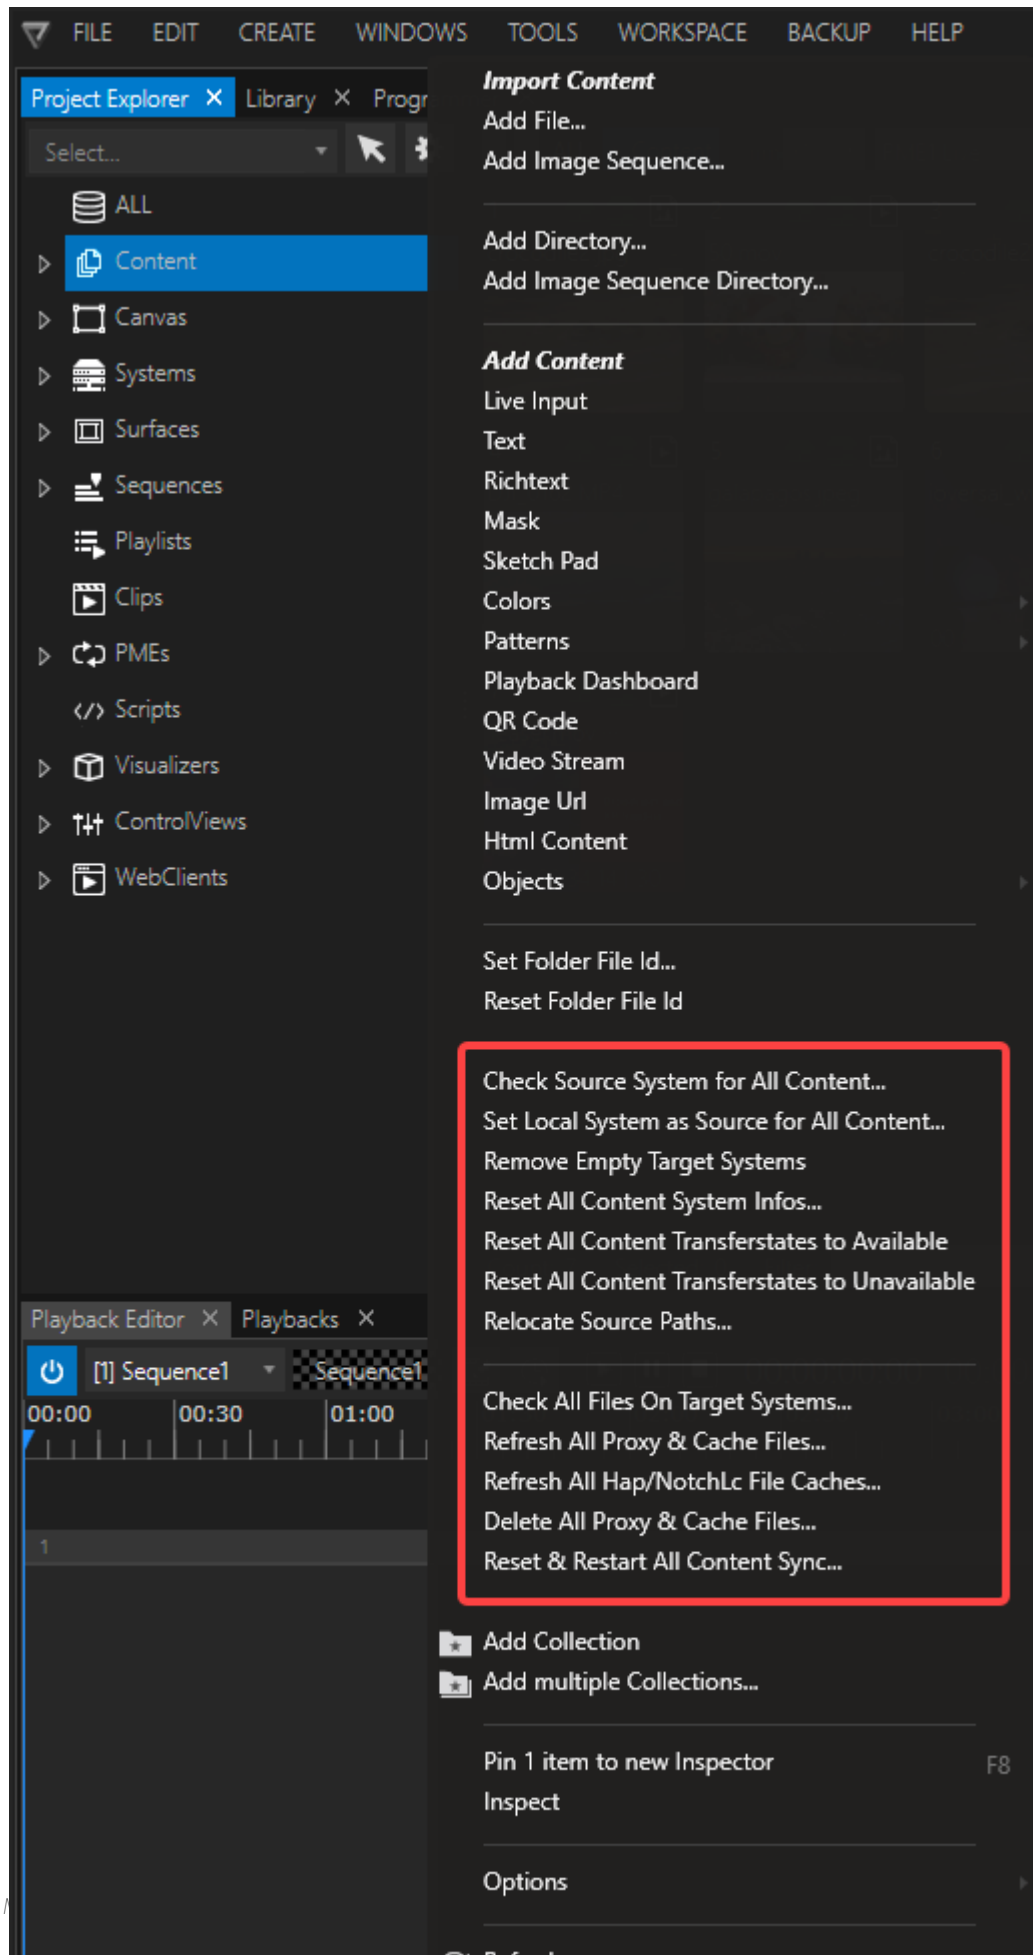 FILE EDIT CREATE WINDOWS TOOLS WORKSPACE BACKUP HELP
Project Explorer Library Progr
Select...
ALL
Content
Canvas
Systems
Surfaces
Sequences
Playlists
Clips
PMEs
Scripts
Visualizers
ControlViews
WebClients
Import Content
Add File...
Add Image Sequence...
Add Directory...
Add Image Sequence Directory...
Add Content
Live Input
Text
Richtext
Mask
Sketch Pad
Colors
Patterns
Playback Dashboard
QR Code
Video Stream
Image Url
Html Content
Objects
Set Folder File Id...
Reset Folder File Id
Check Source System for All Content...
Set Local System as Source for All Content...
Remove Empty Target Systems
Reset All Content System Infos...
Reset All Content Transferstates to Available
Reset All Content Transferstates to Unavailable
Relocate Source Paths...
Check All Files On Target Systems...
Refresh All Proxy & Cache Files...
Refresh All Hap/NotchLc File Caches...
Delete All Proxy & Cache Files...
Reset & Restart All Content Sync...
Add Collection
Add multiple Collections...
Pin 1 item to new Inspector F8
Inspect
Options
Playback Editor Playbacks
[1] Sequence1 Sequence1
00:00 00:30 01:00
1